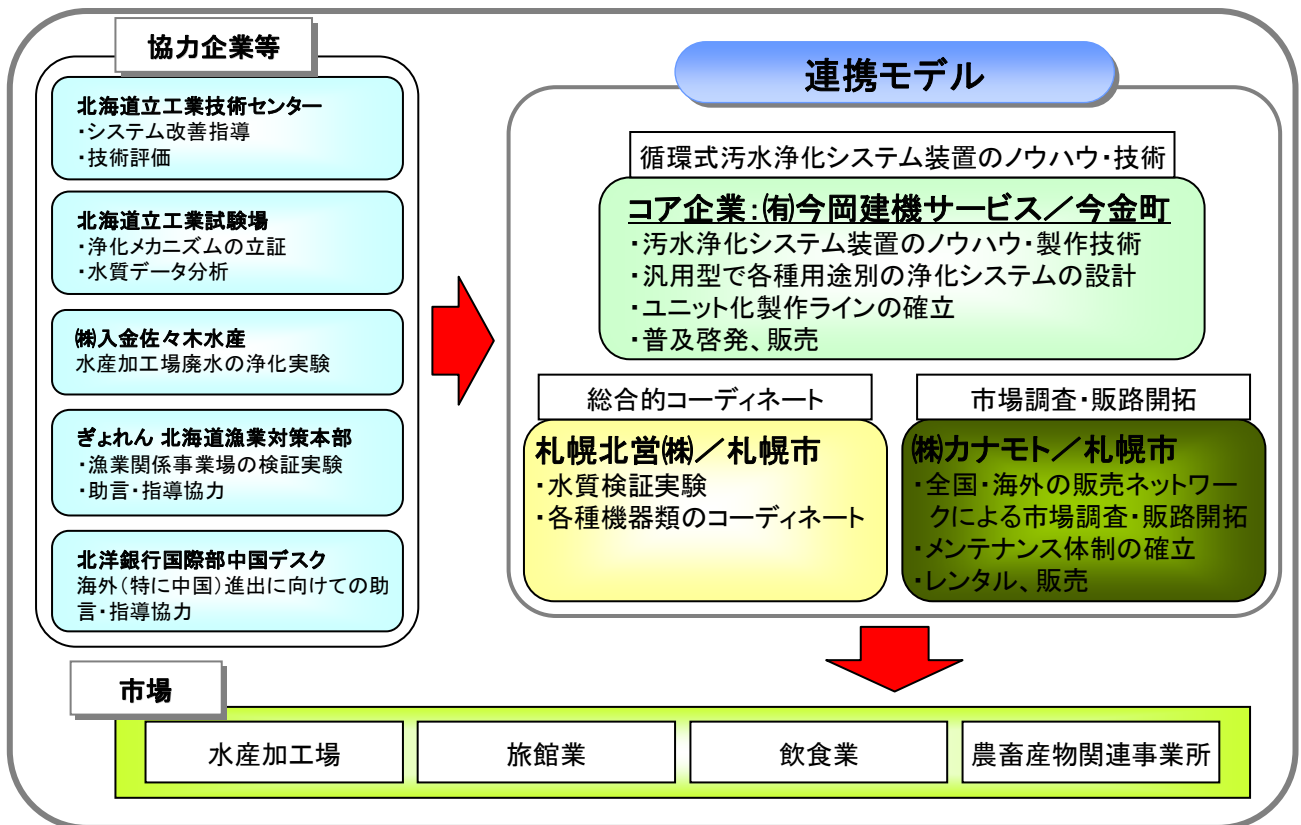 協力企業等
北海道立工業技術センター
・システム改善指導
・技術評価
北海道立工業試験場
・浄化メカニズムの立証
・水質データ分析
㈱入金佐々木水産
水産加工場廃水の浄化実験
ぎょれん 北海道漁業対策本部
・漁業関係事業場の検証実験
・助言・指導協力
北洋銀行国際部中国デスク
海外(特に中国)進出に向けての助
言・指導協力
連携モデル
循環式汚水浄化システム装置のノウハウ・技術
コア企業:㈲今岡建機サービス/今金町
・汚水浄化システム装置のノウハウ・製作技術
・汎用型で各種用途別の浄化システムの設計
・ユニット化製作ラインの確立
・普及啓発、販売
総合的コーディネート
札幌北営㈱/札幌市
・水質検証実験
・各種機器類のコーディネート
市場調査・販路開拓
㈱カナモト/札幌市
・全国・海外の販売ネットワー
クによる市場調査・販路開拓
・メンテナンス体制の確立
・レンタル、販売
市場
水産加工場
旅館業
飲食業
農畜産物関連事業所